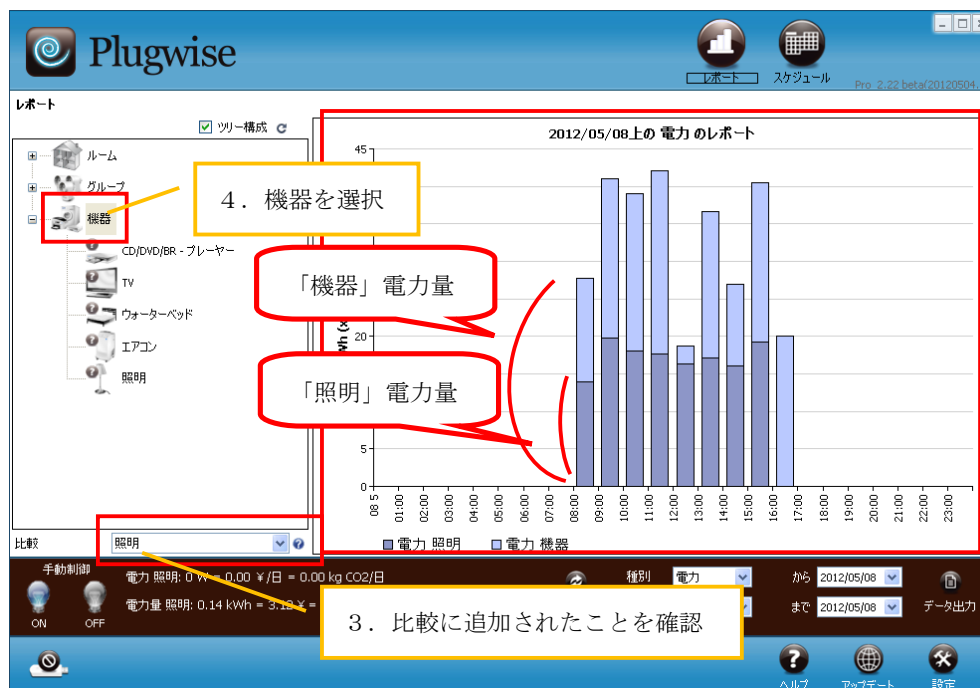 Plugwise
レポート
スケジュール
Pro 2.22 beta(20120504
レポート
ツリー構成
ルーム
グループ
機器
CD/DVD/BR - プレーヤー
TV
ウォーターベッド
エアコン
照明
4．機器を選択
「機器」電力量
「照明」電力量
2012/05/08上の 電力 のレポート
45
20
5
0
Wh (x
08 5
01:00
02:00
03:00
04:00
05:00
06:00
07:00
08:00
09:00
10:00
11:00
12:00
13:00
14:00
15:00
16:00
17:00
18:00
19:00
20:00
21:00
22:00
23:00
電力 照明
電力 機器
比較
照明
手動制御
ON
OFF
電力 照明: 0 W = 0.00 ¥/日 = 0.00 kg CO2/日
電力量 照明: 0.14 kWh = 3.12 ¥ =
種別
電力
から
2012/05/08
まで
2012/05/08
データ出力
3．比較に追加されたことを確認
ヘルプ
アップデート
設定